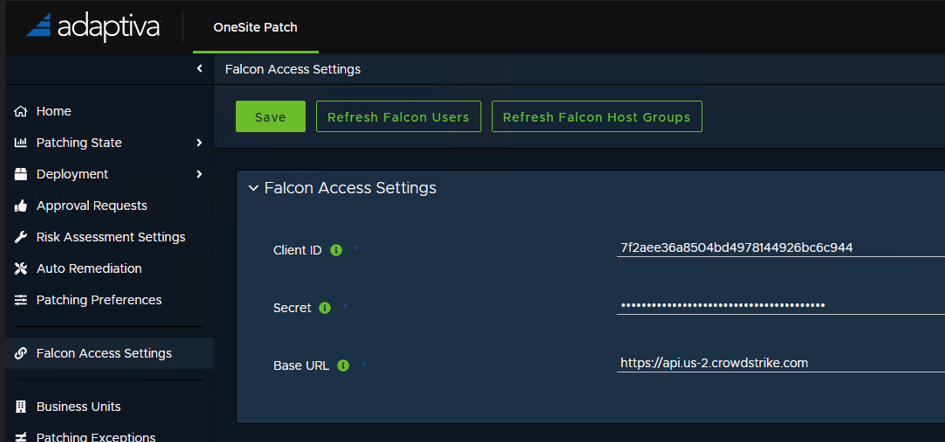 adaptiva
OneSite Patch
Falcon Access Settings
Home
Patching State
Deployment
Approval Requests
Risk Assessment Settings
Auto Remediation
Patching Preferences
Falcon Access Settings
Business Units
Patching Exceptions
Save
Refresh Falcon Users
Refresh Falcon Host Groups
Falcon Access Settings
Client ID
7f2aee36a8504bd4978144926bc6c944
Secret
••••••••••••••••••••••••••••••••••••••••
Base URL
https://api.us-2.crowdstrike.com